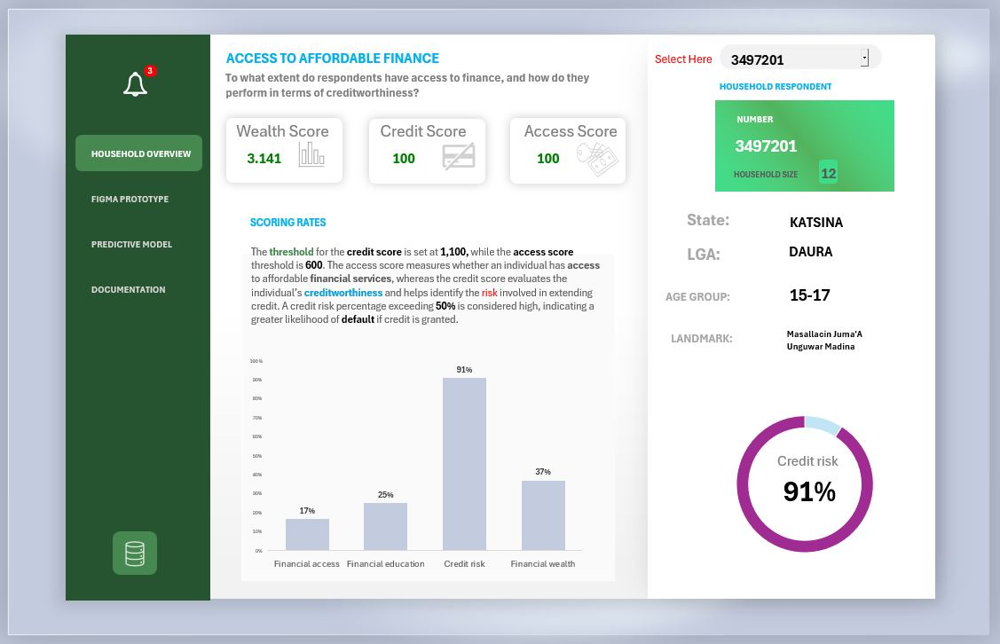 3
HOUSEHOLD OVERVIEW
FIGMA PROTOTYPE
PREDICTIVE MODEL
DOCUMENTATION
ACCESS TO AFFORDABLE FINANCE
To what extent do respondents have access to finance, and how do they
perform in terms of creditworthiness?
Wealth Score
3.141
Credit Score
100
Access Score
100
SCORING RATES
The threshold for the credit score is set at 1,100, while the access score
threshold is 600. The access score measures whether an individual has access
to affordable financial services, whereas the credit score evaluates the
individual's creditworthiness and helps identify the risk involved in extending
credit. A credit risk percentage exceeding 50% is considered high, indicating a
greater likelihood of default if credit is granted.
100%
90%
80%
70%
60%
50%
40%
30%
20%
10%
0%
17%
25%
91%
37%
Financial access
Financial education
Credit risk
Financial wealth
Select Here
3497201
HOUSEHOLD RESPONDENT
NUMBER
3497201
HOUSEHOLD SIZE 12
State: KATSINA
LGA: DAURA
AGE GROUP: 15-17
LANDMARK: Masallacin Juma'A
Unguwar Madina
Credit risk
91%